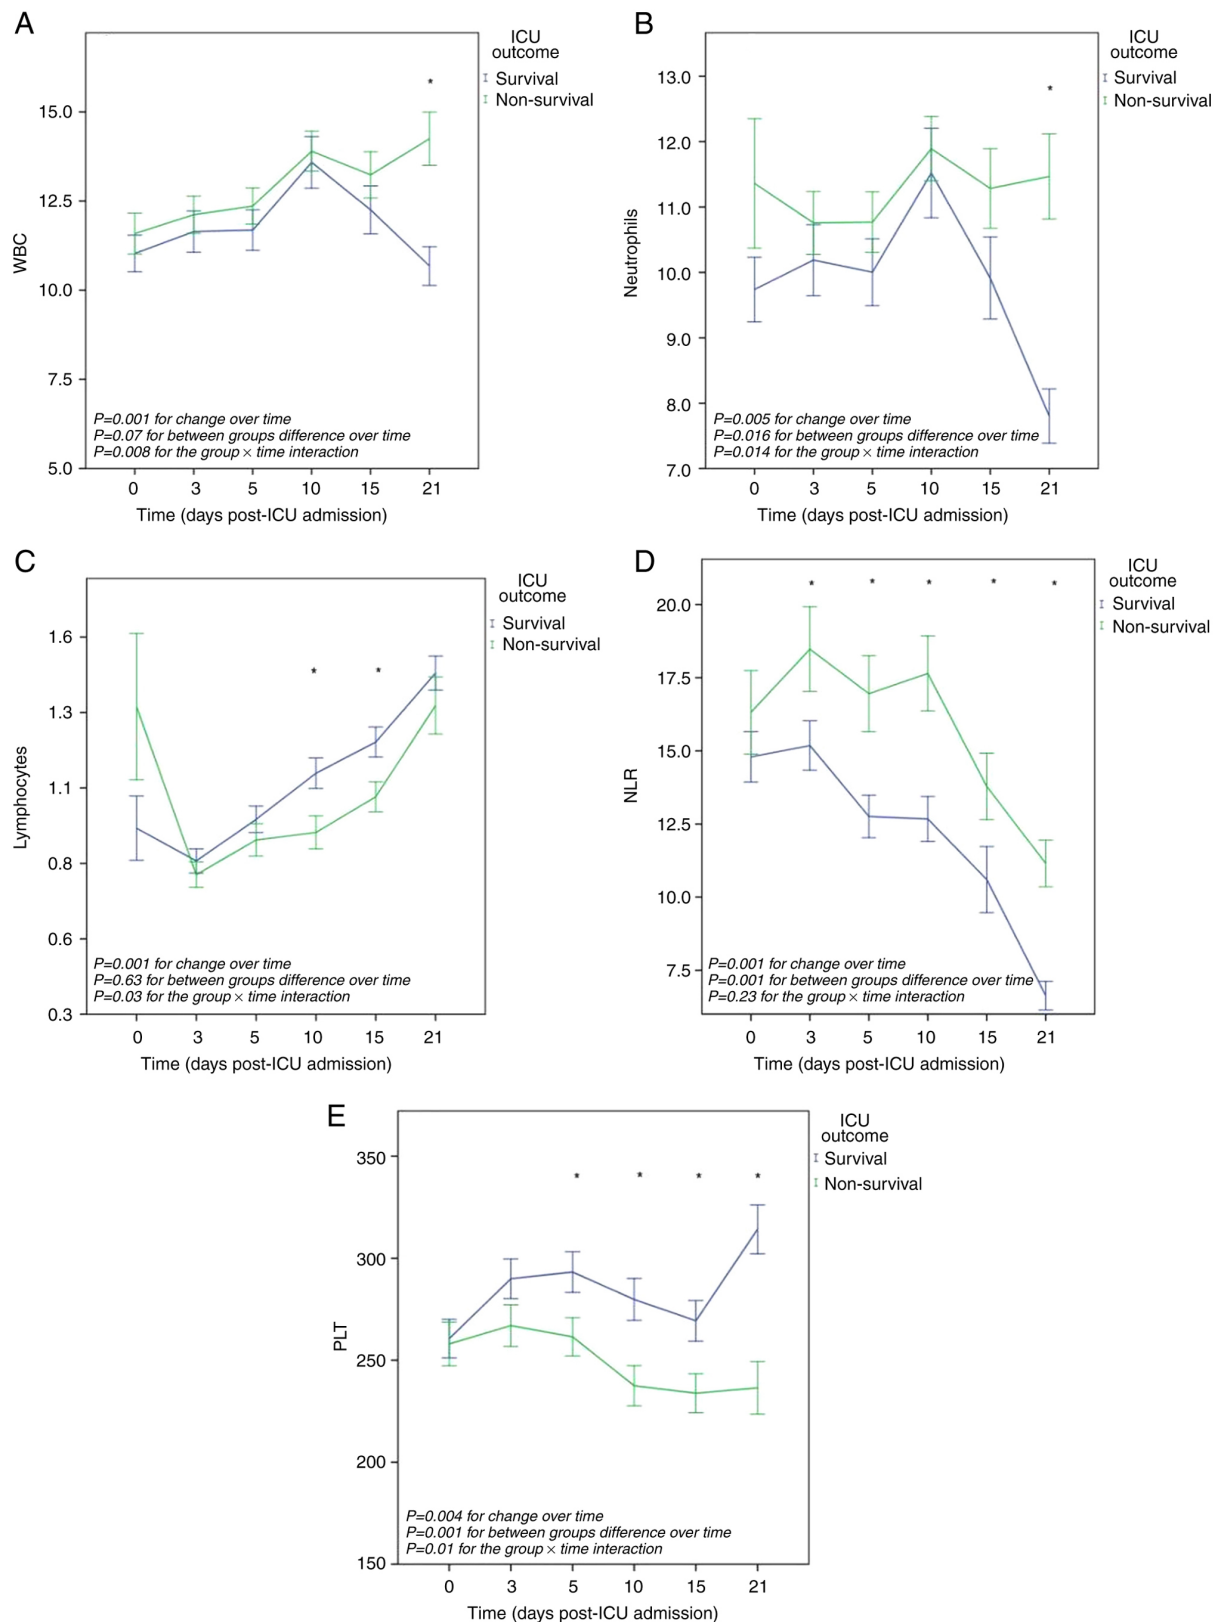 A
ICU
outcome
Survival
Non-survival
*
15.0
12.5
10.0
7.5
5.0
WBC
P=0.001 for change over time
P=0.07 for between groups difference over time
P=0.008 for the group × time interaction
0 3 5 10 15 21
Time (days post-ICU admission)
B
ICU
outcome
Survival
Non-survival
*
13.0
12.0
11.0
10.0
9.0
8.0
7.0
Neutrophils
P=0.005 for change over time
P=0.016 for between groups difference over time
P=0.014 for the group × time interaction
0 3 5 10 15 21
Time (days post-ICU admission)
C
ICU
outcome
Survival
Non-survival
* *
1.6
1.3
1.1
0.8
0.6
0.3
Lymphocytes
P=0.001 for change over time
P=0.63 for between groups difference over time
P=0.03 for the group × time interaction
0 3 5 10 15 21
Time (days post-ICU admission)
D
ICU
outcome
Survival
Non-survival
* * * * *
20.0
17.5
15.0
12.5
10.0
7.5
NLR
P=0.001 for change over time
P=0.001 for between groups difference over time
P=0.23 for the group × time interaction
0 3 5 10 15 21
Time (days post-ICU admission)
E
ICU
outcome
Survival
Non-survival
* * * *
350
300
250
200
150
PLT
P=0.004 for change over time
P=0.001 for between groups difference over time
P=0.01 for the group × time interaction
0 3 5 10 15 21
Time (days post-ICU admission)